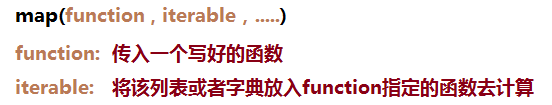 map(function , iterable , .....)
function: 传入一个写好的函数
iterable: 将该列表或者字典放入function指定的函数去计算